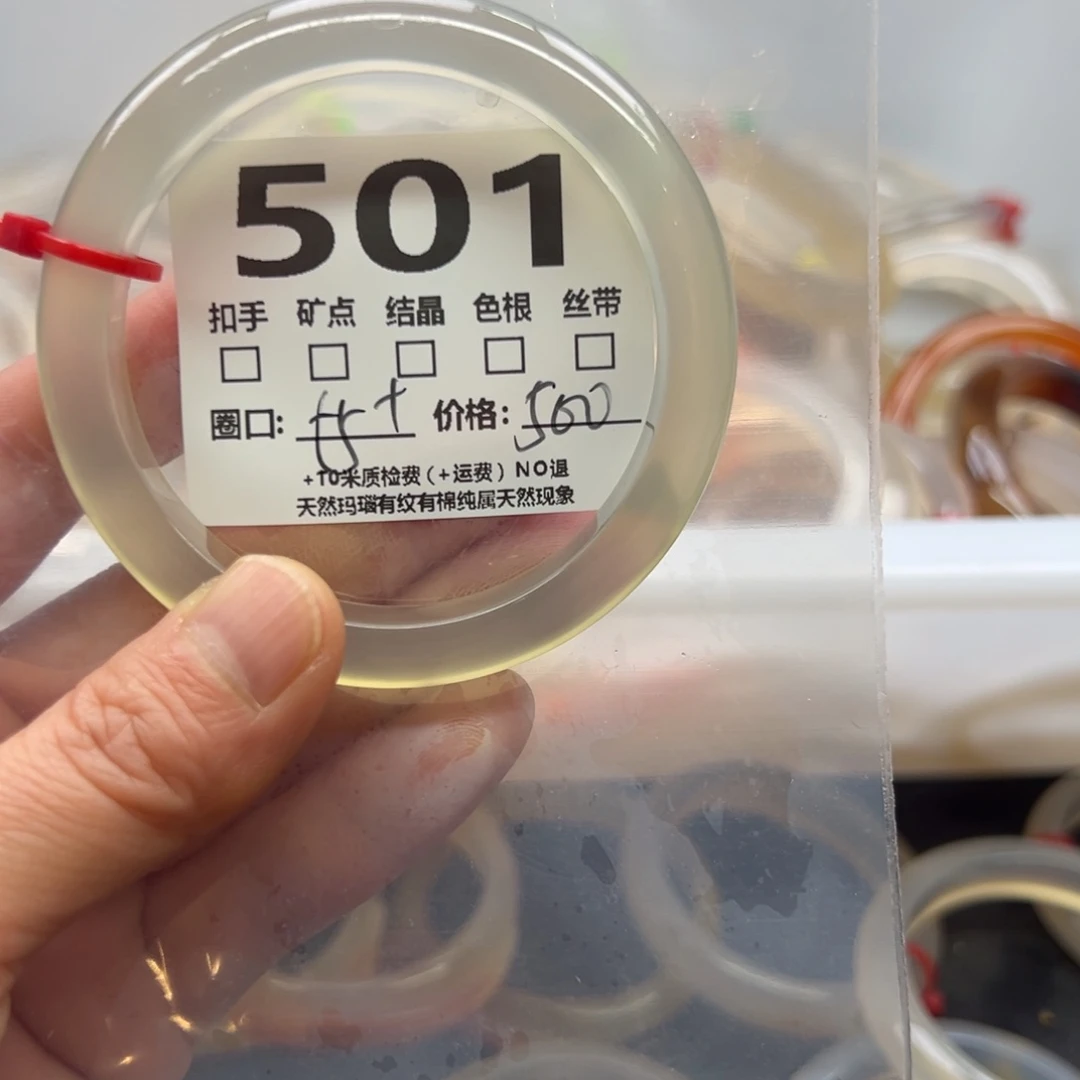 501
扣手 矿点 结晶 色根 丝带
圈口: 价格: 500
+10米质检费(+运费)NO退
天然玛瑙有纹有棉纯属天然现象